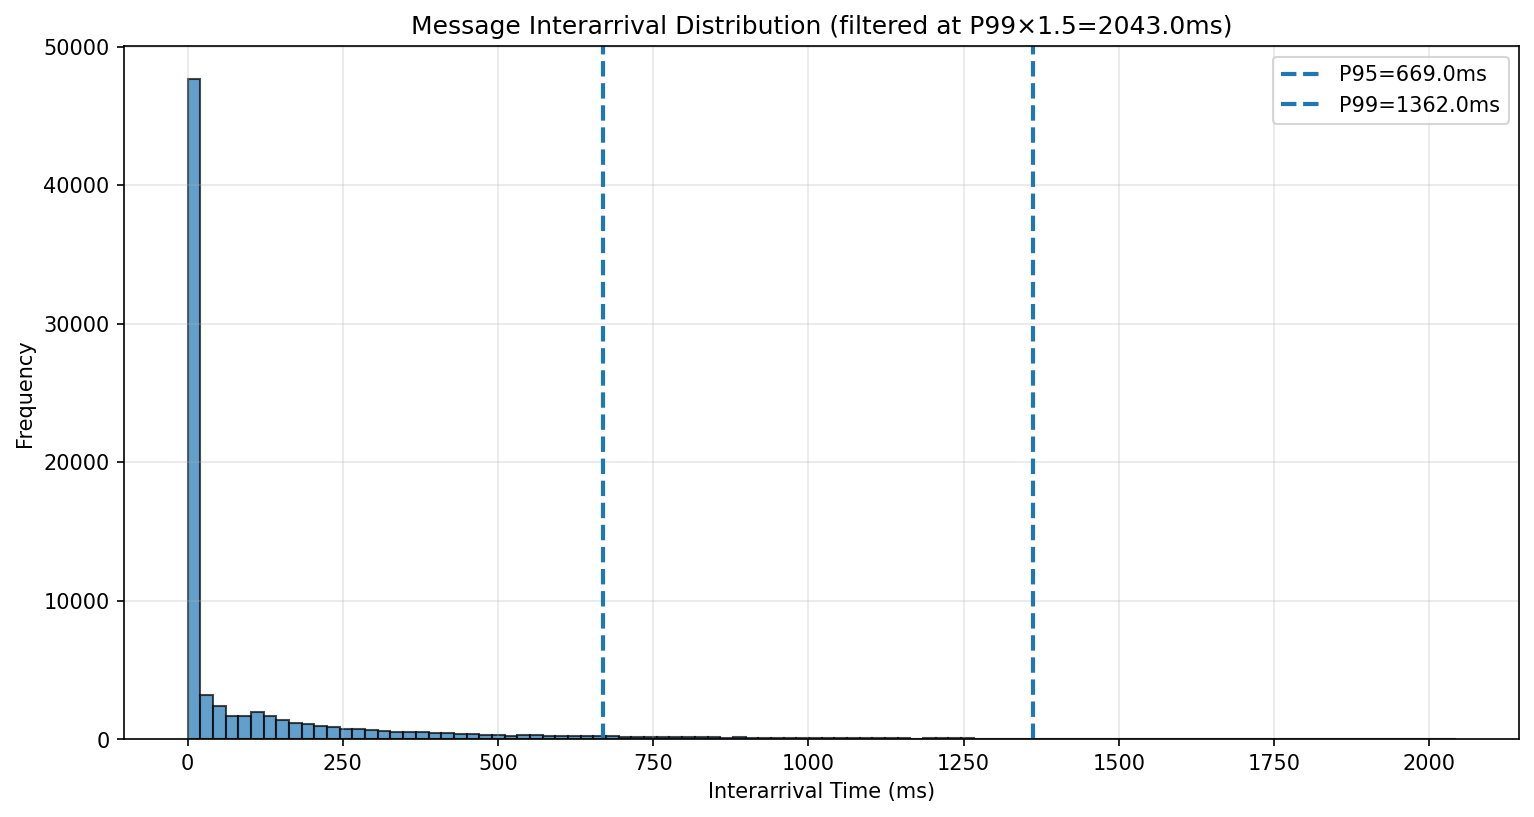 Message Interarrival Distribution (filtered at P99×1.5=2043.0ms)
P95=669.0ms
P99=1362.0ms
50000
40000
30000
20000
10000
0
Frequency
0 250 500 750 1000 1250 1500 1750 2000
Interarrival Time (ms)